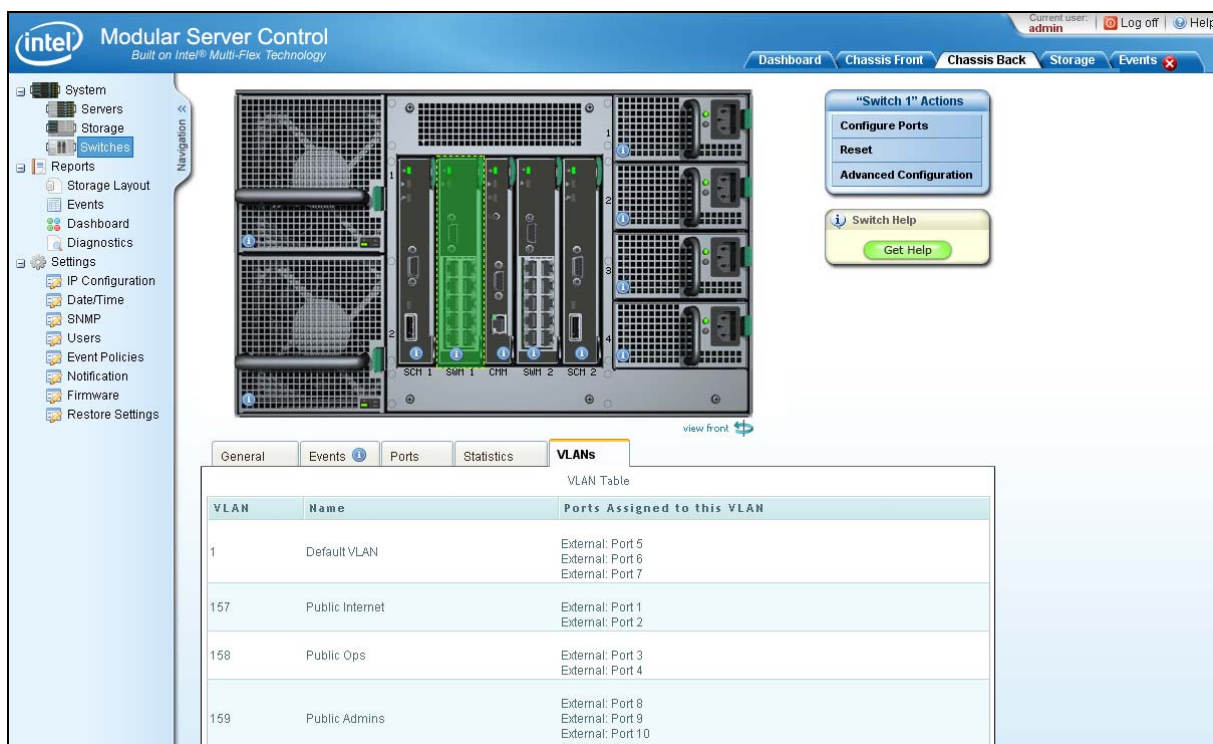 intel
Modular Server Control
Built on Intel® Multi-Flex Technology
Current user:
admin
Log off
Help
Dashboard
Chassis Front
Chassis Back
Storage
Events
System
Servers
Storage
Switches
Reports
Storage Layout
Events
Dashboard
Diagnostics
Settings
IP Configuration
Date/Time
SNMP
Users
Event Policies
Notification
Firmware
Restore Settings
«
Navigation
1
2
1
2
3
4
SCM 1
SWM 1
CMM
SWM 2
SCM 2
view front
"Switch 1" Actions
Configure Ports
Reset
Advanced Configuration
Switch Help
Get Help
General
Events
Ports
Statistics
VLANs
VLAN Table
VLAN Name Ports Assigned to this VLAN
1 Default VLAN
External: Port 5
External: Port 6
External: Port 7
157 Public Internet
External: Port 1
External: Port 2
158 Public Ops
External: Port 3
External: Port 4
159 Public Admins
External: Port 8
External: Port 9
External: Port 10